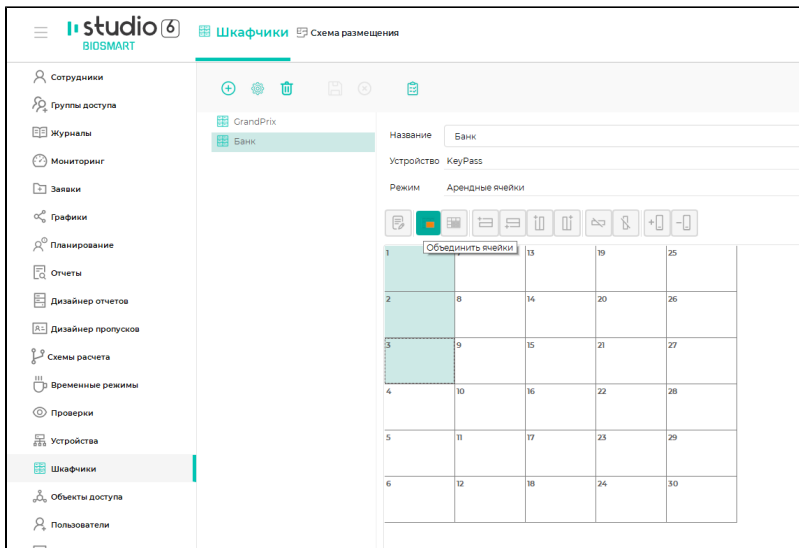 studio 6
BIOSMART
Шкафчики
Схема размещения
Сотрудники
Группы доступа
Журналы
Мониторинг
Заявки
Графики
Планирование
Отчеты
Дизайнер отчетов
Дизайнер пропусков
Схемы расчета
Временные режимы
Проверки
Устройства
Шкафчики
Объекты доступа
Пользователи
GrandPrix
Банк
Название Банк
Устройство KeyPass
Режим Арендные ячейки
Объединить ячейки
1 13 19 25
2 8 14 20 26
3 9 15 21 27
4 10 16 22 28
5 11 17 23 29
6 12 18 24 30